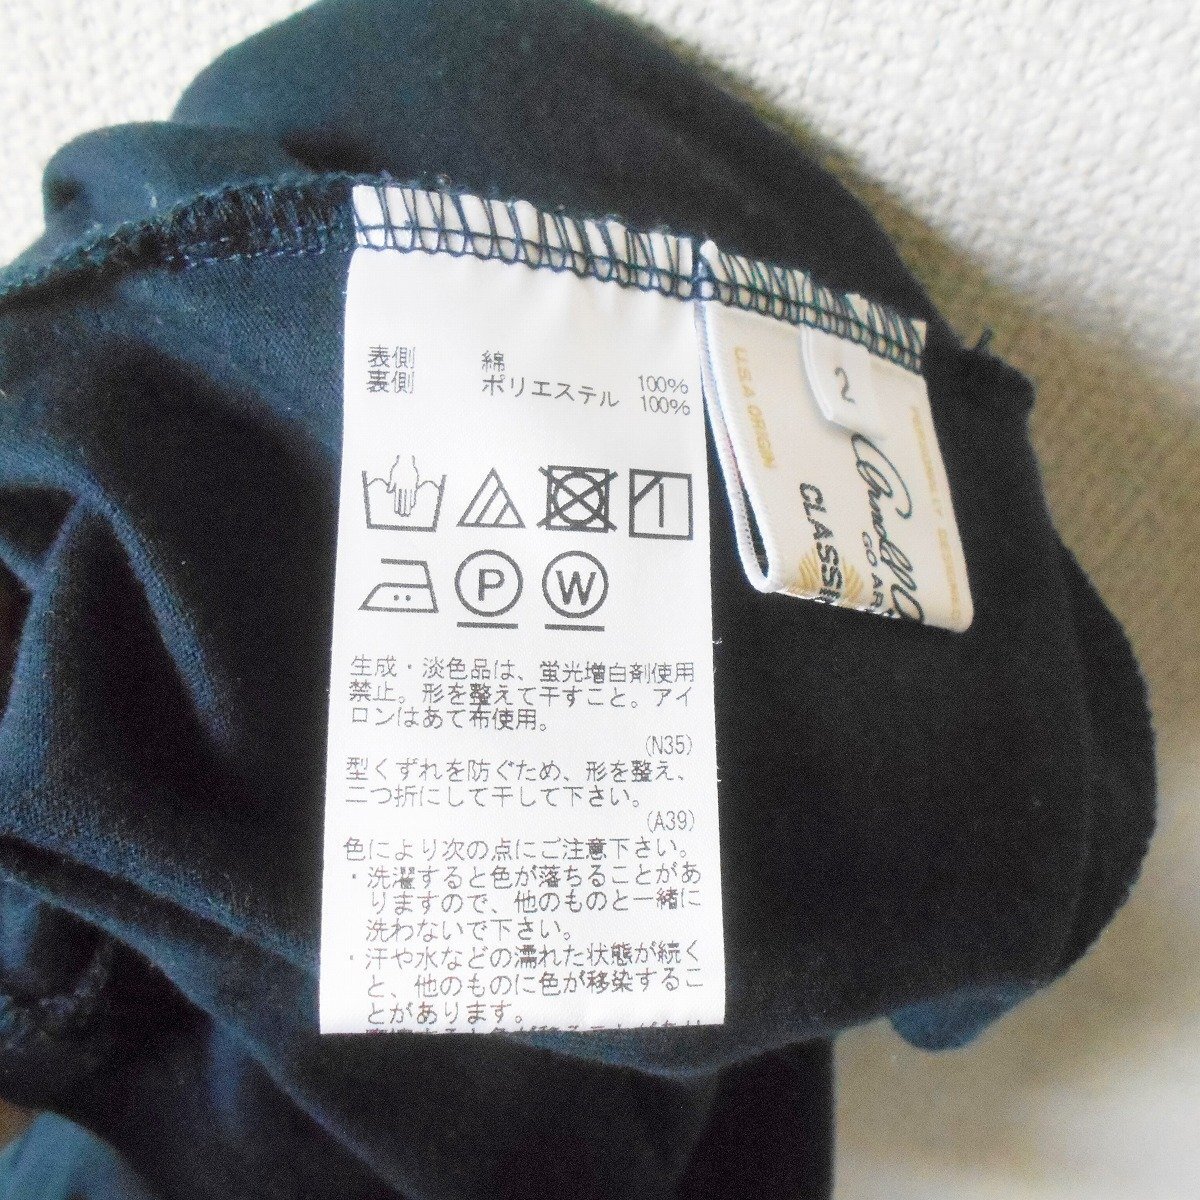 表側 綿 100%
裏側 ポリエステル 100%
P W
生成・淡色品は、蛍光増白剤使用
禁止。形を整えて干すこと。アイ
ロンはあて布使用。
(N35)
型くずれを防ぐため、形を整え、
二つ折にして干して下さい。
(A39)
色により次の点にご注意下さい。
・洗濯すると色が落ちることがあ
りますので、他のものと一緒に
洗わないで下さい。
・汗や水などの濡れた状態が続く
と、他のものに色が移染するこ
とがあります。
2
U.S.A ORIGIN
GO AR
CLASSI